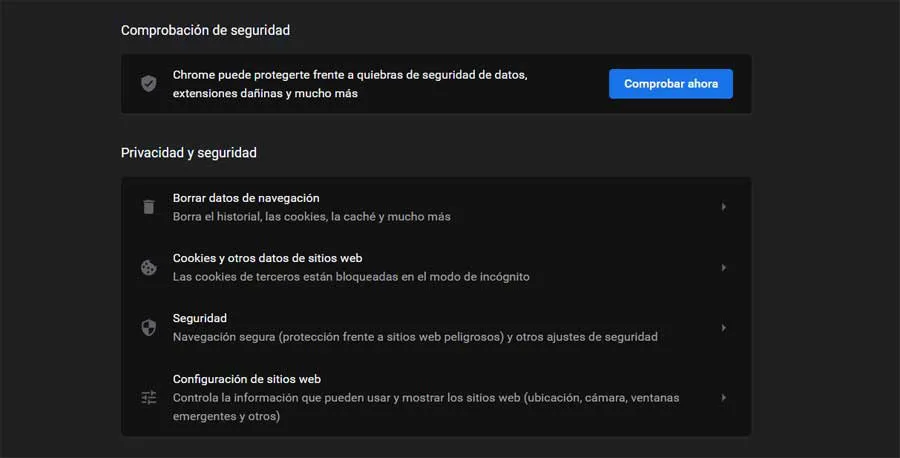 Comprobación de seguridad
Chrome puede protegerte frente a quiebras de seguridad de datos,
extensiones dañinas y mucho más
Comprobar ahora
Privacidad y seguridad
Borrar datos de navegación
Borra el historial, las cookies, la caché y mucho más
Cookies y otros datos de sitios web
Las cookies de terceros están bloqueadas en el modo de incógnito
Seguridad
Navegación segura (protección frente a sitios web peligrosos) y otros ajustes de seguridad
Configuración de sitios web
Controla la información que pueden usar y mostrar los sitios web (ubicación, cámara, ventanas
emergentes y otros)